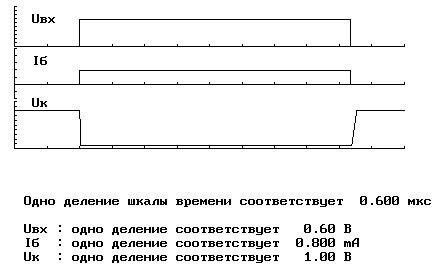 Uвх
Iб
Uк
Одно деление шкалы времени соответствует 0.600 мкс
Uвх : одно деление соответствует 0.60 В
Iб : одно деление соответствует 0.800 mA
Uк : одно деление соответствует 1.00 В